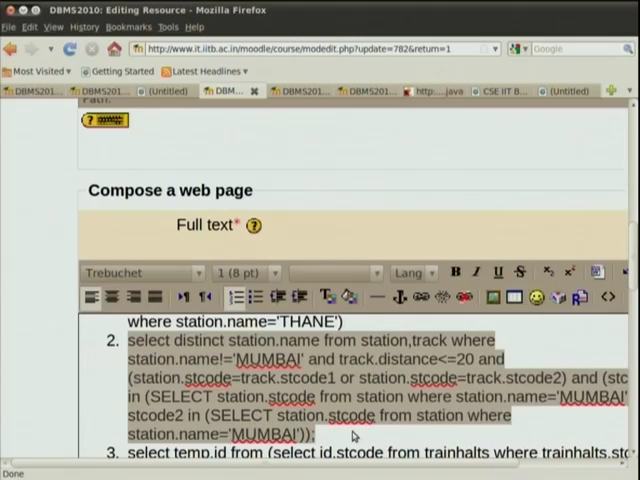 DBMS2010: Editing Resource - Mozilla Firefox
File Edit View History Bookmarks Tools Help
http://www.it.iitb.ac.in/moodle/course/modedit.php?update=782&return=1
Google
Most Visited Getting Started Latest Headlines
DBMS201... DBMS201... (Untitled) DBM... DBMS201... DBMS201... http:....java CSE IIT B... (Untitled)
Path:
Compose a web page
Full text*
Trebuchet 1 (8 pt) Lang B I U S
where station.name='THANE')
2. select distinct station.name from station,track where
station.name!='MUMBAI' and track.distance<=20 and
(station.stcode=track.stcode1 or station.stcode=track.stcode2) and (stc
in (SELECT station.stcode from station where station.name='MUMBAI'
stcode2 in (SELECT station.stcode from station where
station.name='MUMBAI'));
3. select temp.id from (select id,stcode from trainhalts where trainhalts.stc
Done